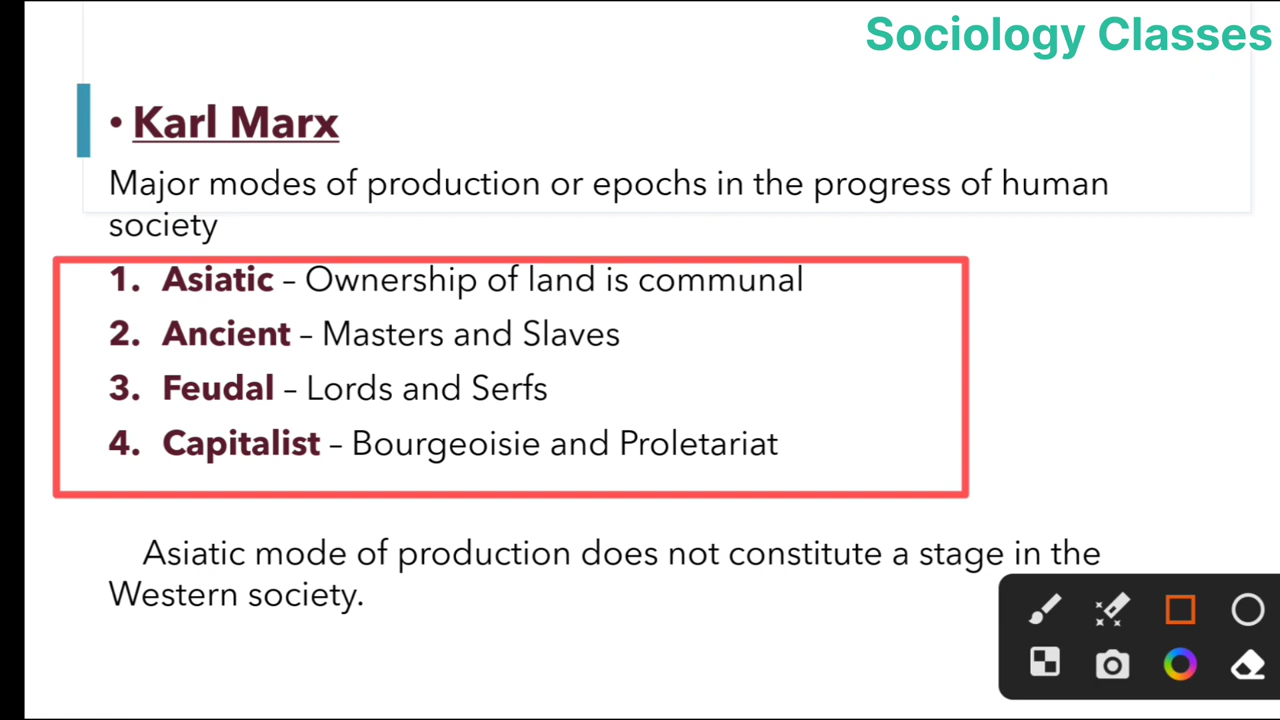 Sociology Classes
• Karl Marx
Major modes of production or epochs in the progress of human
society
1. Asiatic – Ownership of land is communal
2. Ancient – Masters and Slaves
3. Feudal – Lords and Serfs
4. Capitalist – Bourgeoisie and Proletariat
Asiatic mode of production does not constitute a stage in the
Western society.